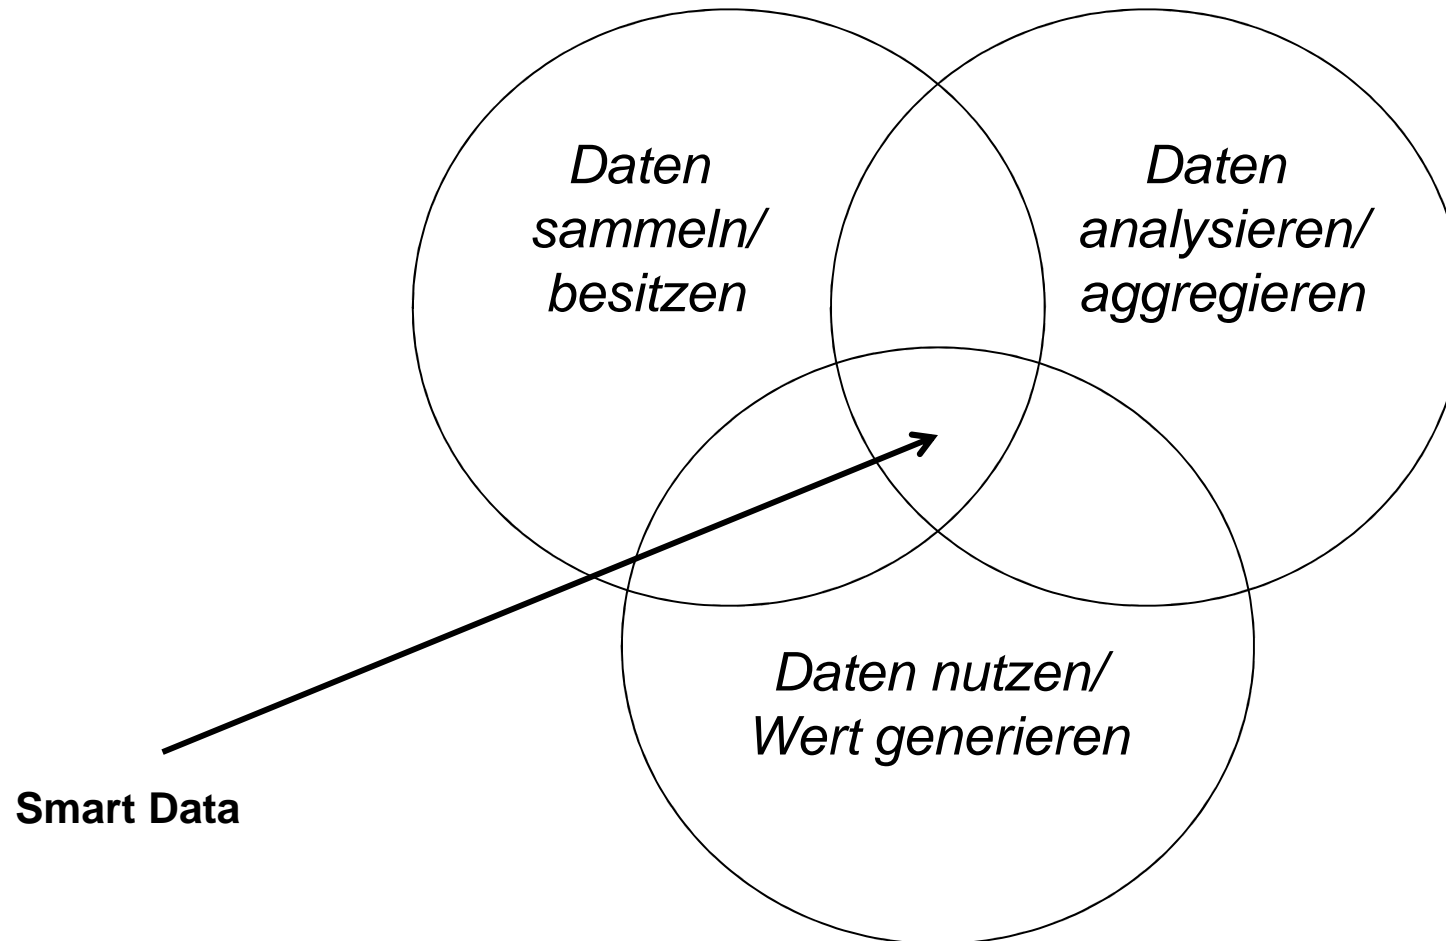 Daten
sammeln/
besitzen
Daten
analysieren/
aggregieren
Daten nutzen/
Wert generieren
Smart Data